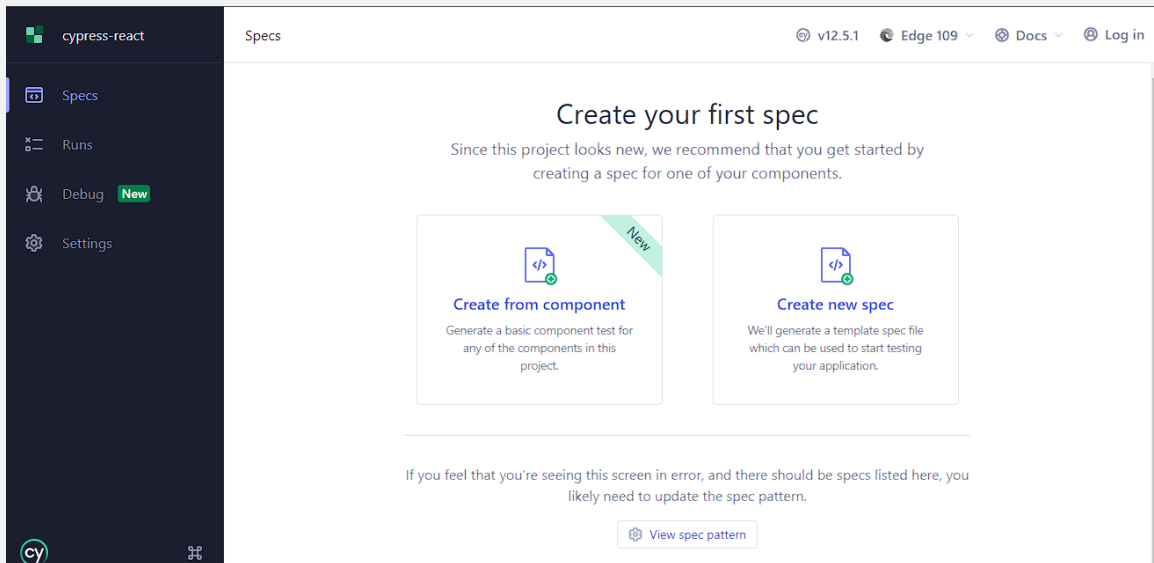 cypress-react
Specs
v12.5.1
Edge 109
Docs
Log in
Specs
Runs
Debug New
Settings
Create your first spec
Since this project looks new, we recommend that you get started by
creating a spec for one of your components.
New
Create from component
Generate a basic component test for
any of the components in this
project.
Create new spec
We'll generate a template spec file
which can be used to start testing
your application.
If you feel that you're seeing this screen in error, and there should be specs listed here, you
likely need to update the spec pattern.
View spec pattern
cy